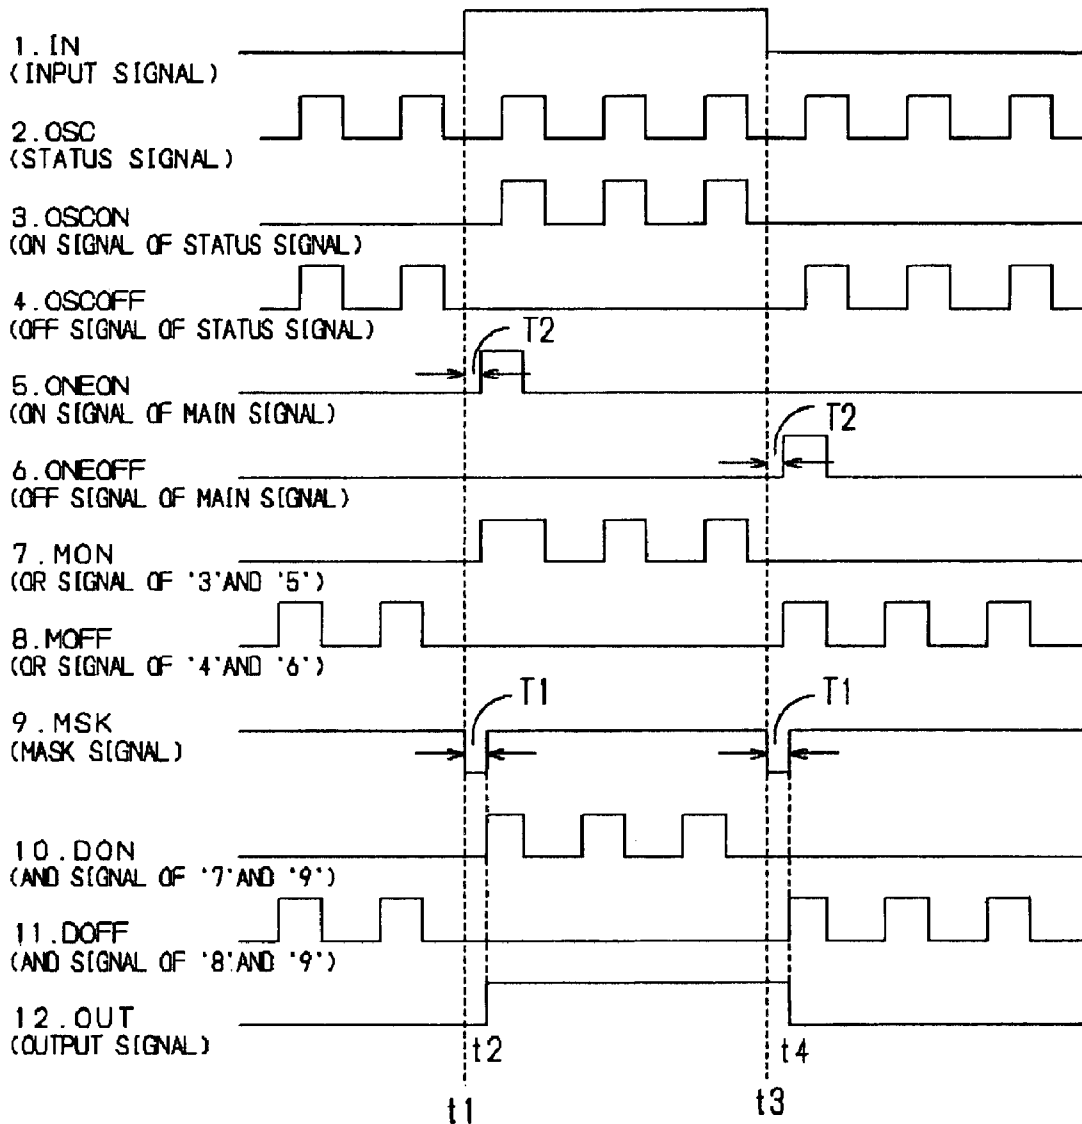 1.IN
(INPUT SIGNAL)
2.OSC
(STATUS SIGNAL)
3.OSCON
(ON SIGNAL OF STATUS SIGNAL)
4.OSCOFF
(OFF SIGNAL OF STATUS SIGNAL)
T2
5.ONEON
(ON SIGNAL OF MAIN SIGNAL)
T2
6.ONEOFF
(OFF SIGNAL OF MAIN SIGNAL)
7.MON
(OR SIGNAL OF '3'AND '5')
8.MOFF
(OR SIGNAL OF '4'AND '6')
T1 T1
9.MSK
(MASK SIGNAL)
10.DON
(AND SIGNAL OF '7'AND '9')
11.DOFF
(AND SIGNAL OF '8'AND '9')
12.OUT
(OUTPUT SIGNAL)
t2 t4
t1 t3